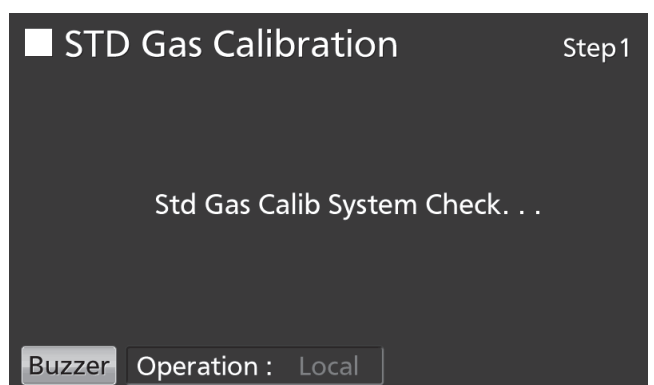 STD Gas Calibration Step1
Std Gas Calib System Check. . .
Buzzer Operation : Local